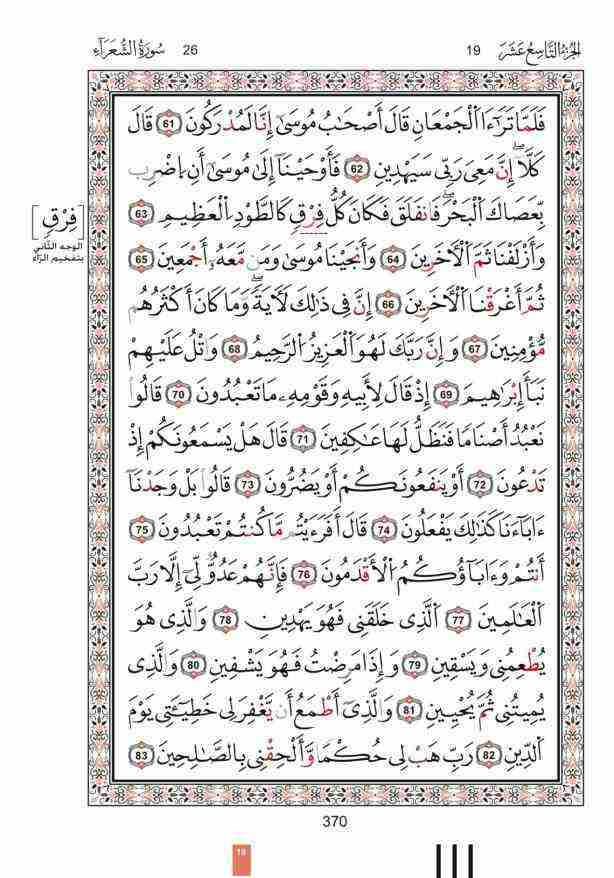 الجزء التاسع عشر 19
26 سورة الشعراء
فَلَمَّا تَرَٰٓءَا ٱلْجَمْعَانِ قَالَ أَصْحَٰبُ مُوسَىٰٓ إِنَّا لَمُدْرَكُونَ 61 قَالَ
كَلَّآ ۖ إِنَّ مَعِىَ رَبِّى سَيَهْدِينِ 62 فَأَوْحَيْنَآ إِلَىٰ مُوسَىٰٓ أَنِ ٱضْرِب
بِّعَصَاكَ ٱلْبَحْرَ ۖ فَٱنفَلَقَ فَكَانَ كُلُّ فِرْقٍ كَٱلطَّوْدِ ٱلْعَظِيمِ 63
وَأَزْلَفْنَا ثَمَّ ٱلْءَاخَرِينَ 64 وَأَنجَيْنَا مُوسَىٰ وَمَن مَّعَهُۥٓ أَجْمَعِينَ 65
ثُمَّ أَغْرَقْنَا ٱلْءَاخَرِينَ 66 إِنَّ فِى ذَٰلِكَ لَءَايَةً ۖ وَمَا كَانَ أَكْثَرُهُم
مُّؤْمِنِينَ 67 وَإِنَّ رَبَّكَ لَهُوَ ٱلْعَزِيزُ ٱلرَّحِيمُ 68 وَٱتْلُ عَلَيْهِمْ
نَبَأَ إِبْرَٰهِيمَ 69 إِذْ قَالَ لِأَبِيهِ وَقَوْمِهِۦ مَا تَعْبُدُونَ 70 قَالُوا۟
نَعْبُدُ أَصْنَامًا فَنَظَلُّ لَهَا عَٰكِفِينَ 71 قَالَ هَلْ يَسْمَعُونَكُمْ إِذْ
تَدْعُونَ 72 أَوْ يَنفَعُونَكُمْ أَوْ يَضُرُّونَ 73 قَالُوا۟ بَلْ وَجَدْنَآ
ءَابَآءَنَا كَذَٰلِكَ يَفْعَلُونَ 74 قَالَ أَفَرَءَيْتُم مَّا كُنتُمْ تَعْبُدُونَ 75
أَنتُمْ وَءَابَآؤُكُمُ ٱلْأَقْدَمُونَ 76 فَإِنَّهُمْ عَدُوٌّ لِّىٓ إِلَّا رَبَّ
ٱلْعَٰلَمِينَ 77 ٱلَّذِى خَلَقَنِى فَهُوَ يَهْدِينِ 78 وَٱلَّذِى هُوَ
يُطْعِمُنِى وَيَسْقِينِ 79 وَإِذَا مَرِضْتُ فَهُوَ يَشْفِينِ 80 وَٱلَّذِى
يُمِيتُنِى ثُمَّ يُحْيِينِ 81 وَٱلَّذِىٓ أَطْمَعُ أَن يَغْفِرَ لِى خَطِيٓـَٔتِى يَوْمَ
ٱلدِّينِ 82 رَبِّ هَبْ لِى حُكْمًا وَأَلْحِقْنِى بِٱلصَّٰلِحِينَ 83
[فِرْقٍ]
الوجه الثاني
بتفخيم الراء
370
19